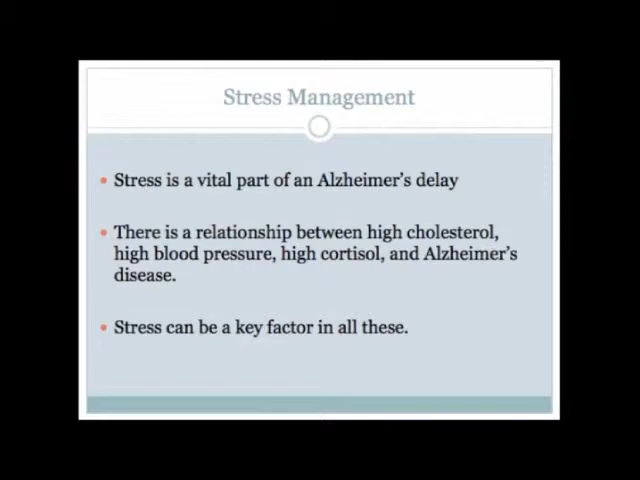 Stress Management
• Stress is a vital part of an Alzheimer's delay
• There is a relationship between high cholesterol,
high blood pressure, high cortisol, and Alzheimer's
disease.
• Stress can be a key factor in all these.